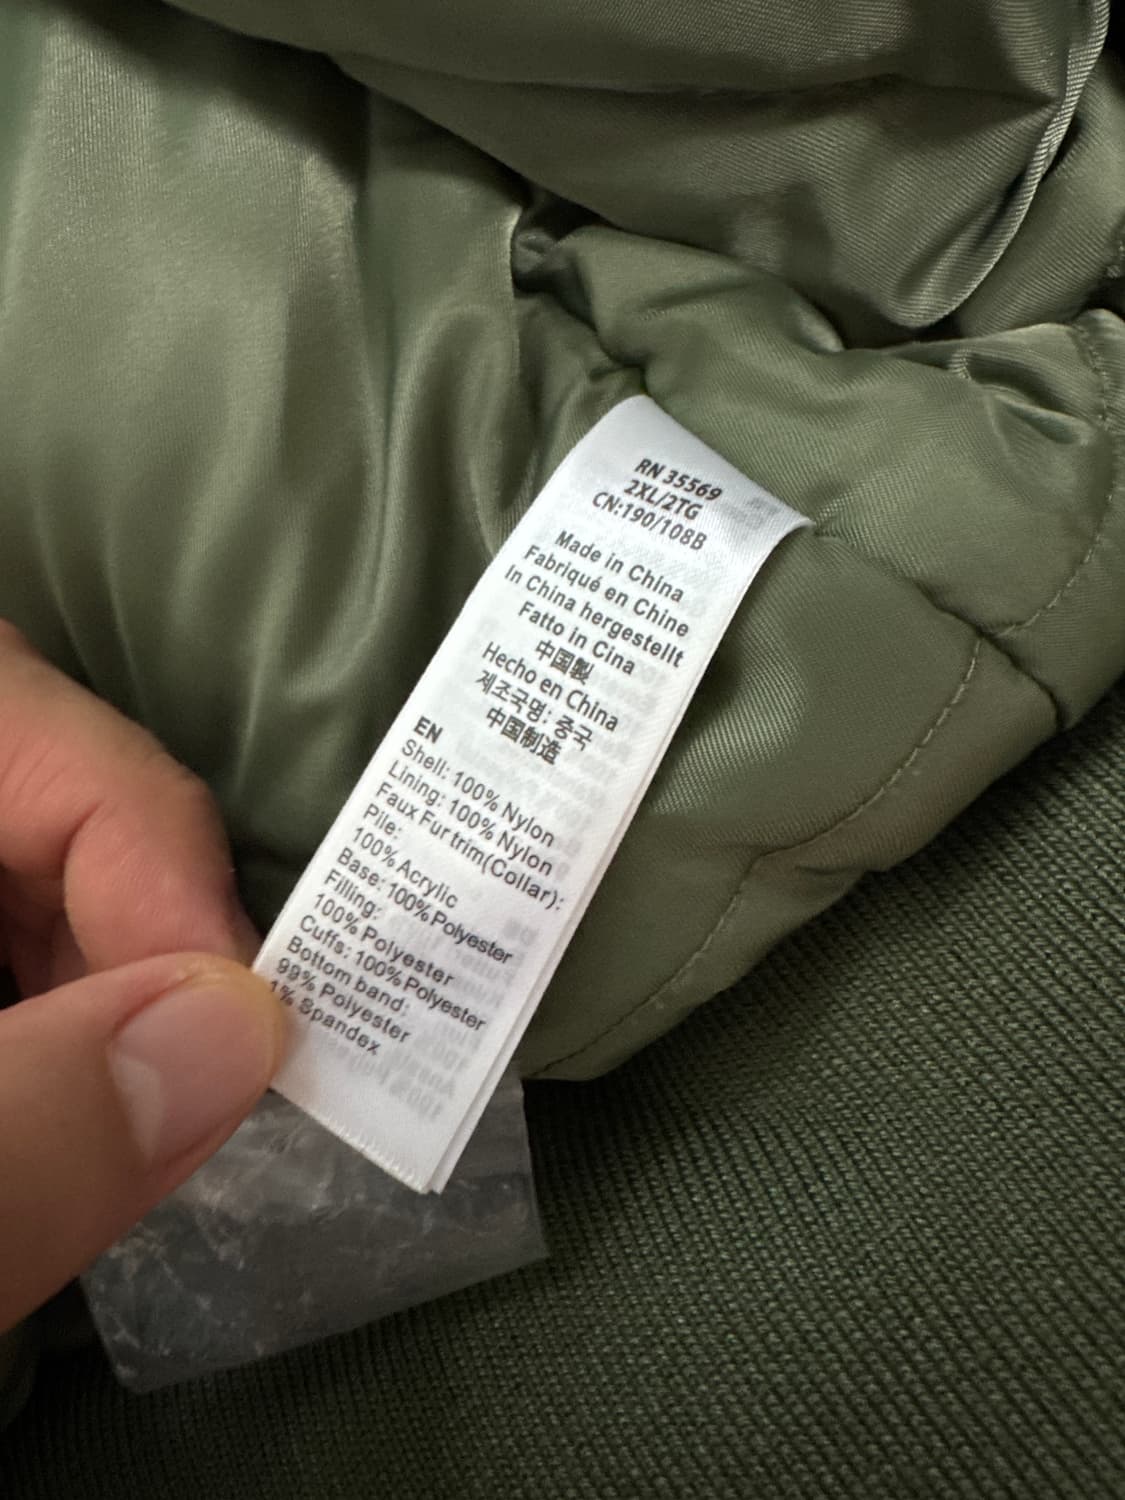 RN 35569
2XL/2TG
CN:190/108B
Made in China
Fabriqué en Chine
In China hergestellt
Fatto in Cina
中国製
Hecho en China
제조국명: 중국
中国制造
EN
Shell: 100% Nylon
Lining: 100% Nylon
Faux Fur trim(Collar):
Pile:
100% Acrylic
Base: 100% Polyester
Filling:
100% Polyester
Cuffs: 100% Polyester
Bottom band:
99% Polyester
1% Spandex